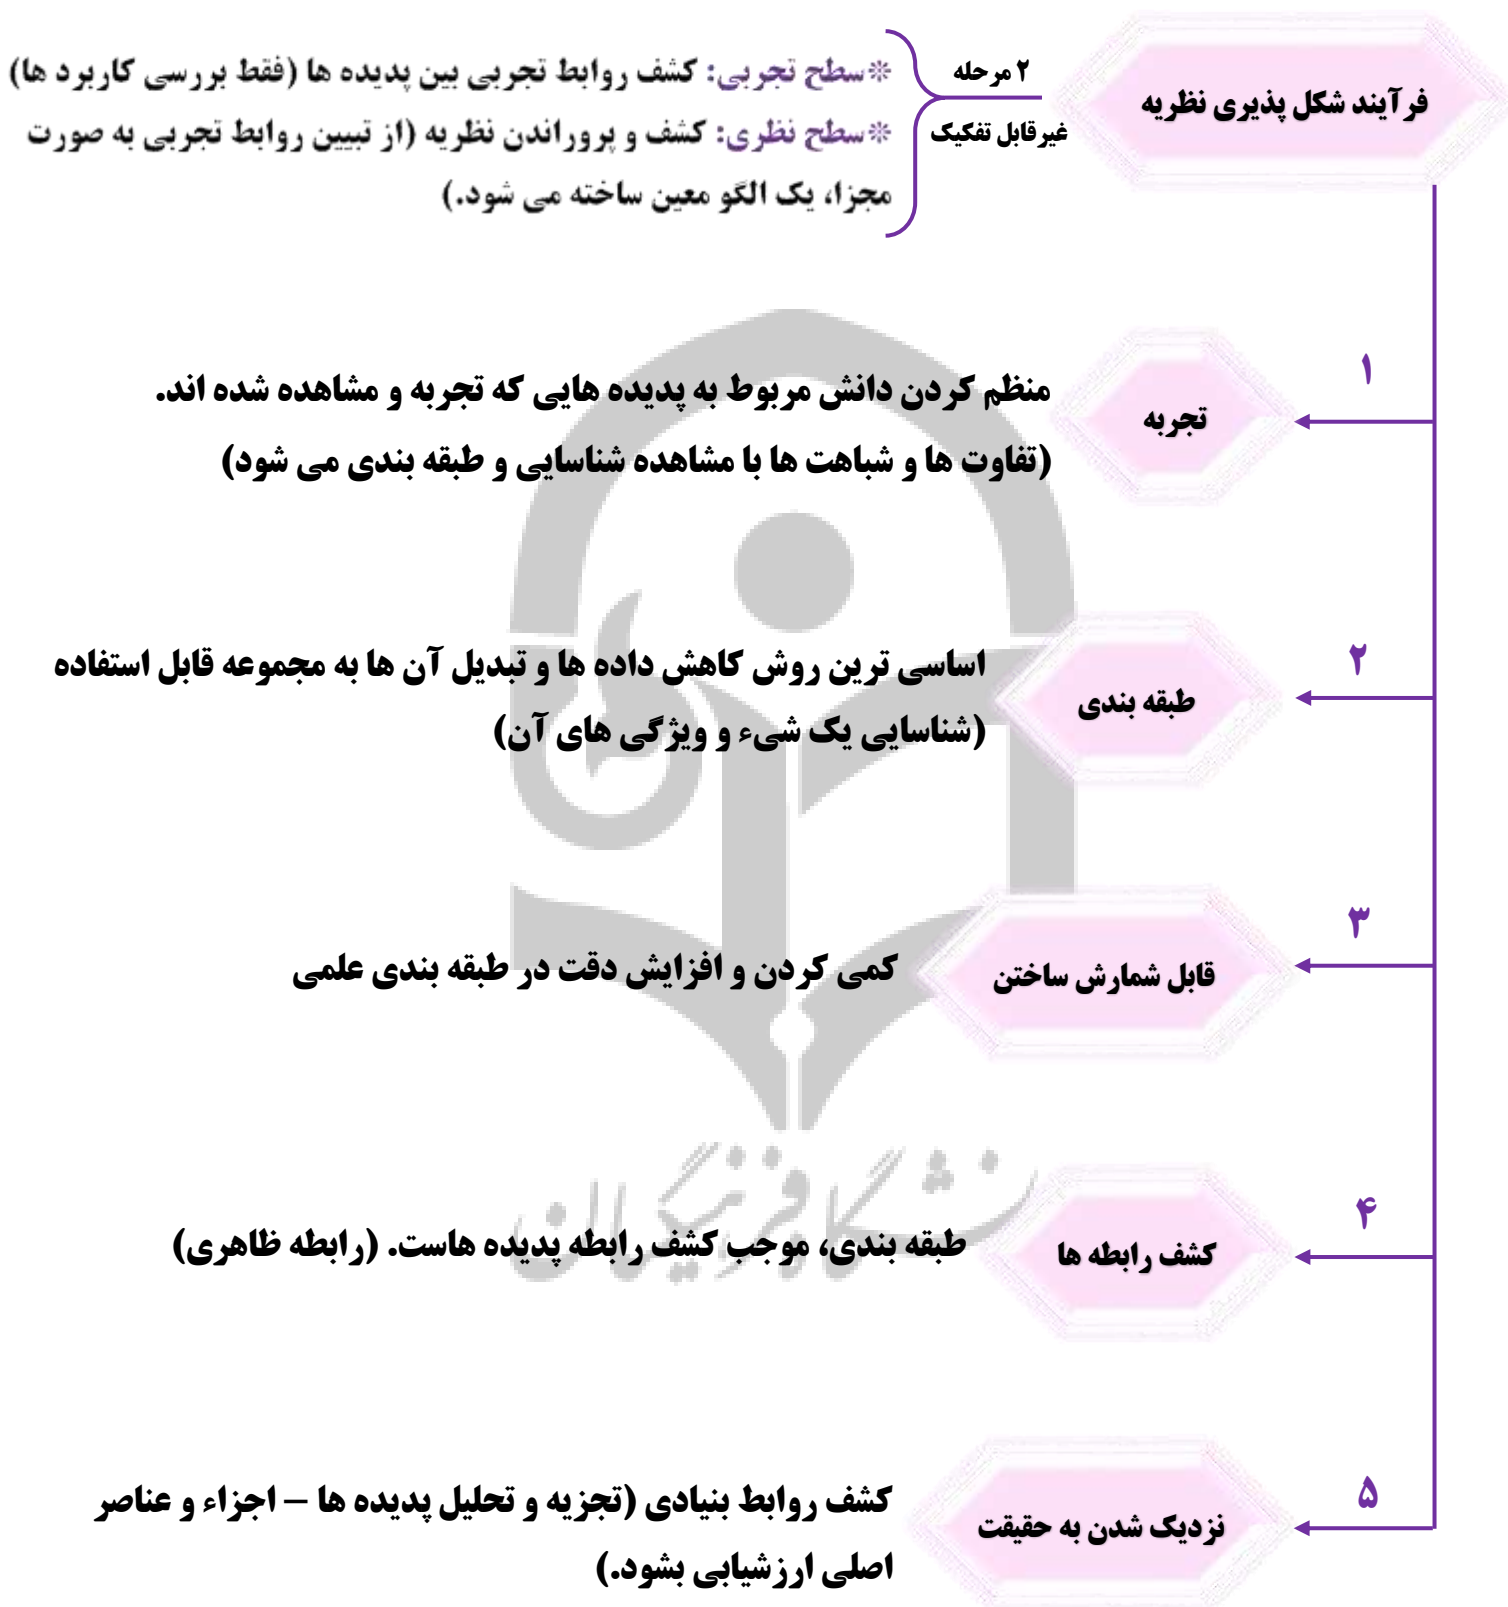 فرآیند شکل پذیری نظریه
۲ مرحله
غیرقابل تفکیک
❊سطح تجربی: کشف روابط تجربی بین پدیده ها (فقط بررسی کاربرد ها)
❊سطح نظری: کشف و پروراندن نظریه (از تبیین روابط تجربی به صورت
مجزا، یک الگو معین ساخته می شود.)
۱
تجربه
منظم کردن دانش مربوط به پدیده هایی که تجربه و مشاهده شده اند.
(تفاوت ها و شباهت ها با مشاهده شناسایی و طبقه بندی می شود)
۲
طبقه بندی
اساسی ترین روش کاهش داده ها و تبدیل آن ها به مجموعه قابل استفاده
(شناسایی یک شیء و ویژگی های آن)
۳
قابل شمارش ساختن
کمی کردن و افزایش دقت در طبقه بندی علمی
۴
کشف رابطه ها
طبقه بندی، موجب کشف رابطه پدیده هاست. (رابطه ظاهری)
دانشگاه فرهنگیان
۵
نزدیک شدن به حقیقت
کشف روابط بنیادی (تجزیه و تحلیل پدیده ها – اجزاء و عناصر
اصلی ارزشیابی بشود.)